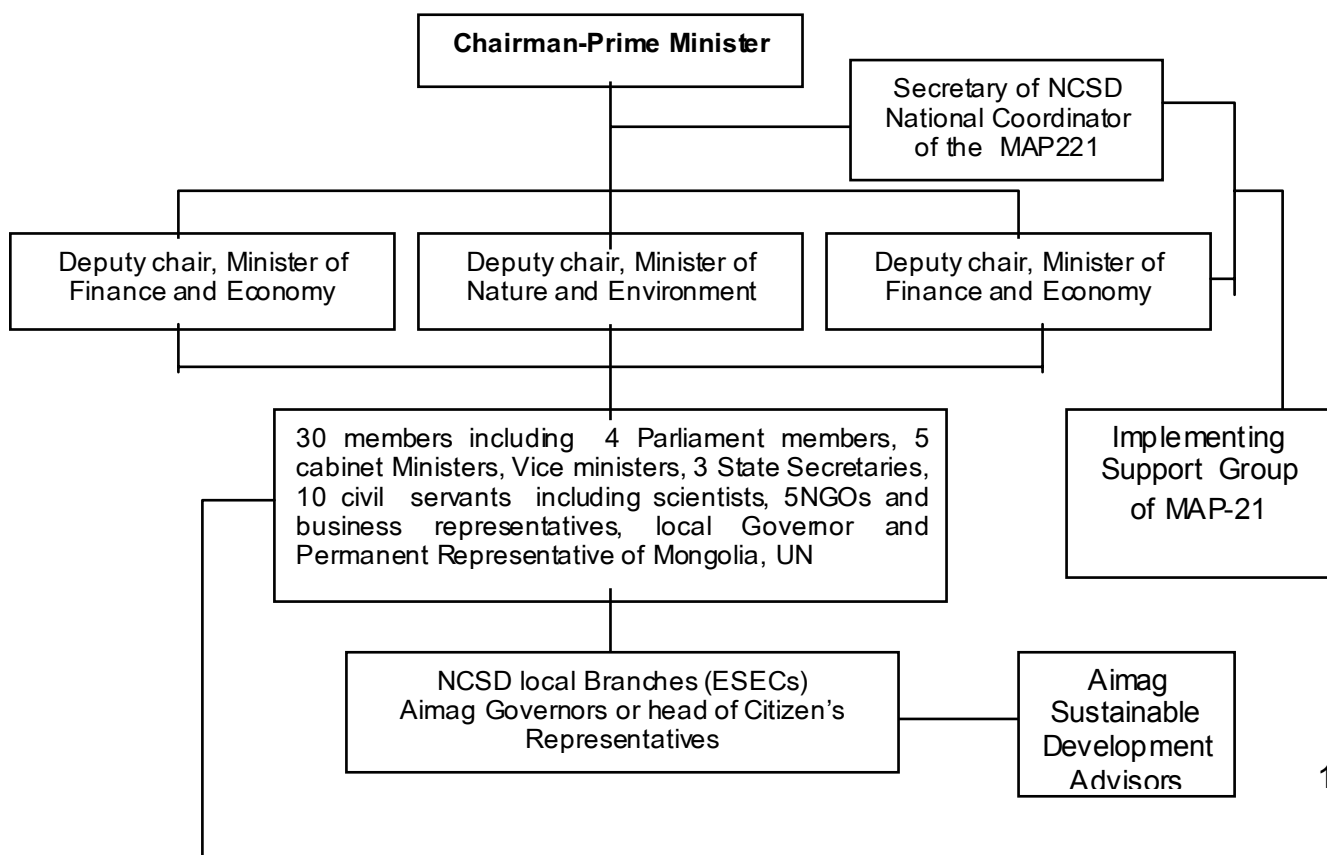 Chairman-Prime Minister
Secretary of NCSD
National Coordinator
of the MAP221
Deputy chair, Minister of
Finance and Economy
Deputy chair, Minister of
Nature and Environment
Deputy chair, Minister of
Finance and Economy
30 members including 4 Parliament members, 5
cabinet Ministers, Vice ministers, 3 State Secretaries,
10 civil servants including scientists, 5NGOs and
business representatives, local Governor and
Permanent Representative of Mongolia, UN
Implementing
Support Group
of MAP-21
NCSD local Branches (ESECs)
Aimag Governors or head of Citizen's
Representatives
Aimag
Sustainable
Development
Advisors
1